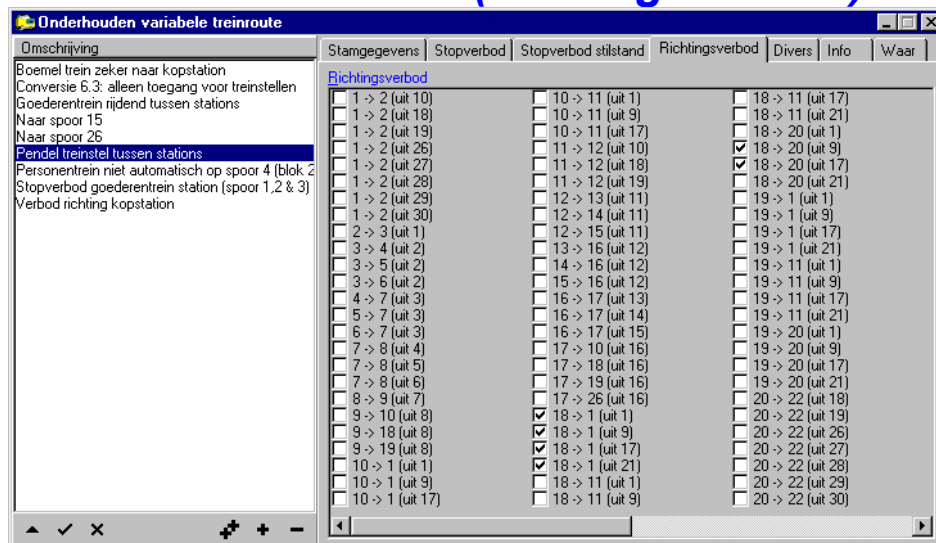 Onderhouden variabele treinroute
Omschrijving
Boemel trein zeker naar kopstation
Conversie 6.3: alleen toegang voor treinstellen
Goederentrein rijdend tussen stations
Naar spoor 15
Naar spoor 26
Pendel treinstel tussen stations
Personentrein niet automatisch op spoor 4 (blok 2
Stopverbod goederentrein station (spoor 1,2 & 3)
Verbod richting kopstation
Stamgegevens Stopverbod Stopverbod stilstand Richtingsverbod Divers Info Waar
Richtingsverbod
1 -> 2 (uit 10)
1 -> 2 (uit 18)
1 -> 2 (uit 19)
1 -> 2 (uit 26)
1 -> 2 (uit 27)
1 -> 2 (uit 28)
1 -> 2 (uit 29)
1 -> 2 (uit 30)
2 -> 3 (uit 1)
3 -> 4 (uit 2)
3 -> 5 (uit 2)
3 -> 6 (uit 2)
4 -> 7 (uit 3)
5 -> 7 (uit 3)
6 -> 7 (uit 3)
7 -> 8 (uit 4)
7 -> 8 (uit 5)
7 -> 8 (uit 6)
8 -> 9 (uit 7)
9 -> 10 (uit 8)
9 -> 18 (uit 8)
9 -> 19 (uit 8)
10 -> 1 (uit 1)
10 -> 1 (uit 9)
10 -> 1 (uit 17)
10 -> 11 (uit 1)
10 -> 11 (uit 9)
10 -> 11 (uit 17)
11 -> 12 (uit 10)
11 -> 12 (uit 18)
11 -> 12 (uit 19)
12 -> 13 (uit 11)
12 -> 14 (uit 11)
12 -> 15 (uit 11)
13 -> 16 (uit 12)
14 -> 16 (uit 12)
15 -> 16 (uit 12)
16 -> 17 (uit 13)
16 -> 17 (uit 14)
16 -> 17 (uit 15)
17 -> 10 (uit 16)
17 -> 18 (uit 16)
17 -> 19 (uit 16)
17 -> 26 (uit 16)
18 -> 1 (uit 1)
18 -> 1 (uit 9)
18 -> 1 (uit 17)
18 -> 1 (uit 21)
18 -> 11 (uit 1)
18 -> 11 (uit 9)
18 -> 11 (uit 17)
18 -> 11 (uit 21)
18 -> 20 (uit 1)
18 -> 20 (uit 9)
18 -> 20 (uit 17)
18 -> 20 (uit 21)
19 -> 1 (uit 1)
19 -> 1 (uit 9)
19 -> 1 (uit 17)
19 -> 1 (uit 21)
19 -> 11 (uit 1)
19 -> 11 (uit 9)
19 -> 11 (uit 17)
19 -> 11 (uit 21)
19 -> 20 (uit 1)
19 -> 20 (uit 9)
19 -> 20 (uit 17)
19 -> 20 (uit 21)
20 -> 22 (uit 18)
20 -> 22 (uit 19)
20 -> 22 (uit 26)
20 -> 22 (uit 27)
20 -> 22 (uit 28)
20 -> 22 (uit 29)
20 -> 22 (uit 30)